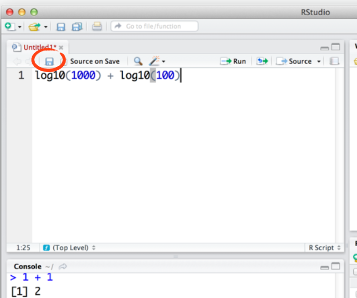 RStudio
Go to file/function
Untitled1* ×
Source on Save
Run
Source
1 log10(1000) + log10(100)
1:25 (Top Level)
R Script
Console ~/
> 1 + 1
[1] 2